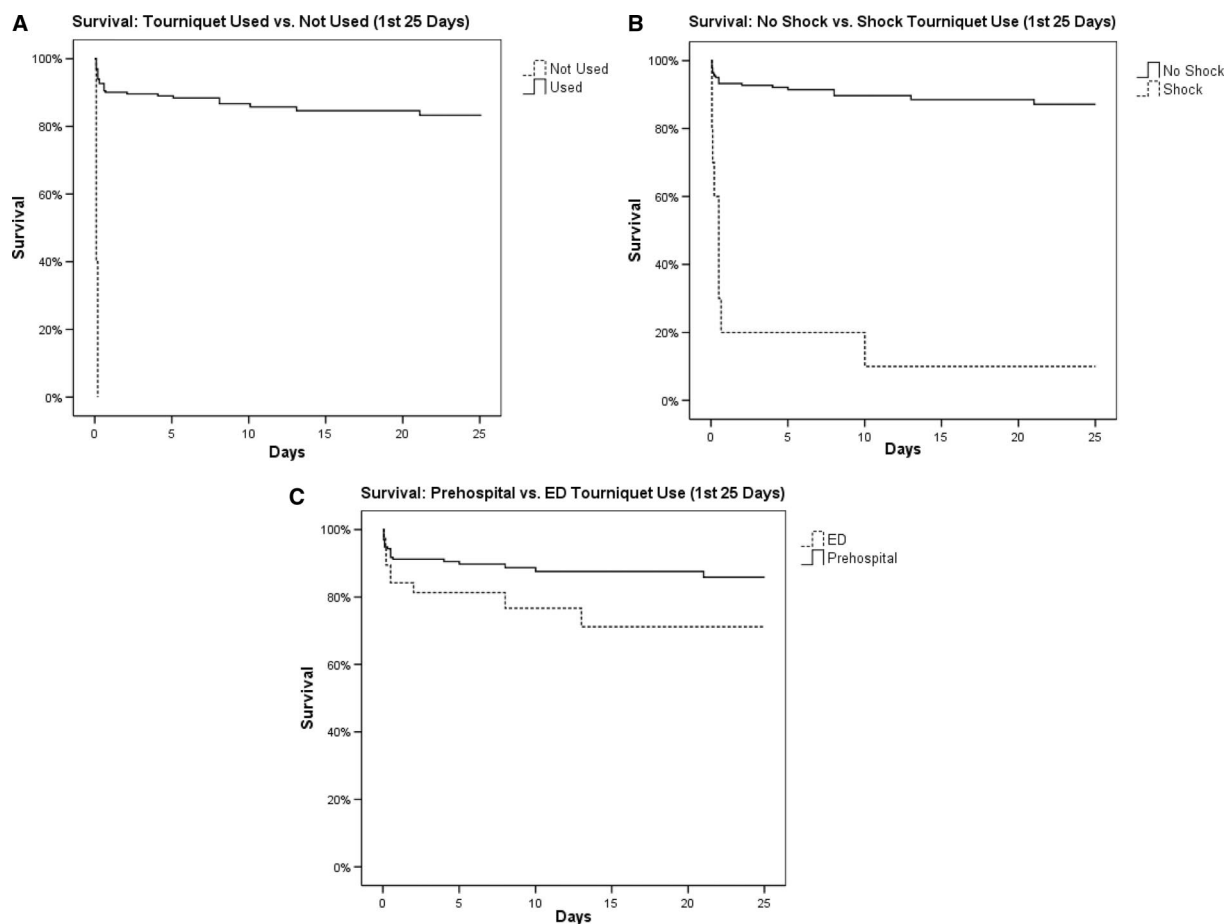 A
Survival: Tourniquet Used vs. Not Used (1st 25 Days)
100%
80%
60%
40%
20%
0%
Survival
0 5 10 15 20 25
Days
Not Used
Used
B
Survival: No Shock vs. Shock Tourniquet Use (1st 25 Days)
100%
80%
60%
40%
20%
0%
Survival
0 5 10 15 20 25
Days
No Shock
Shock
C
Survival: Prehospital vs. ED Tourniquet Use (1st 25 Days)
100%
80%
60%
40%
20%
0%
Survival
0 5 10 15 20 25
Days
ED
Prehospital